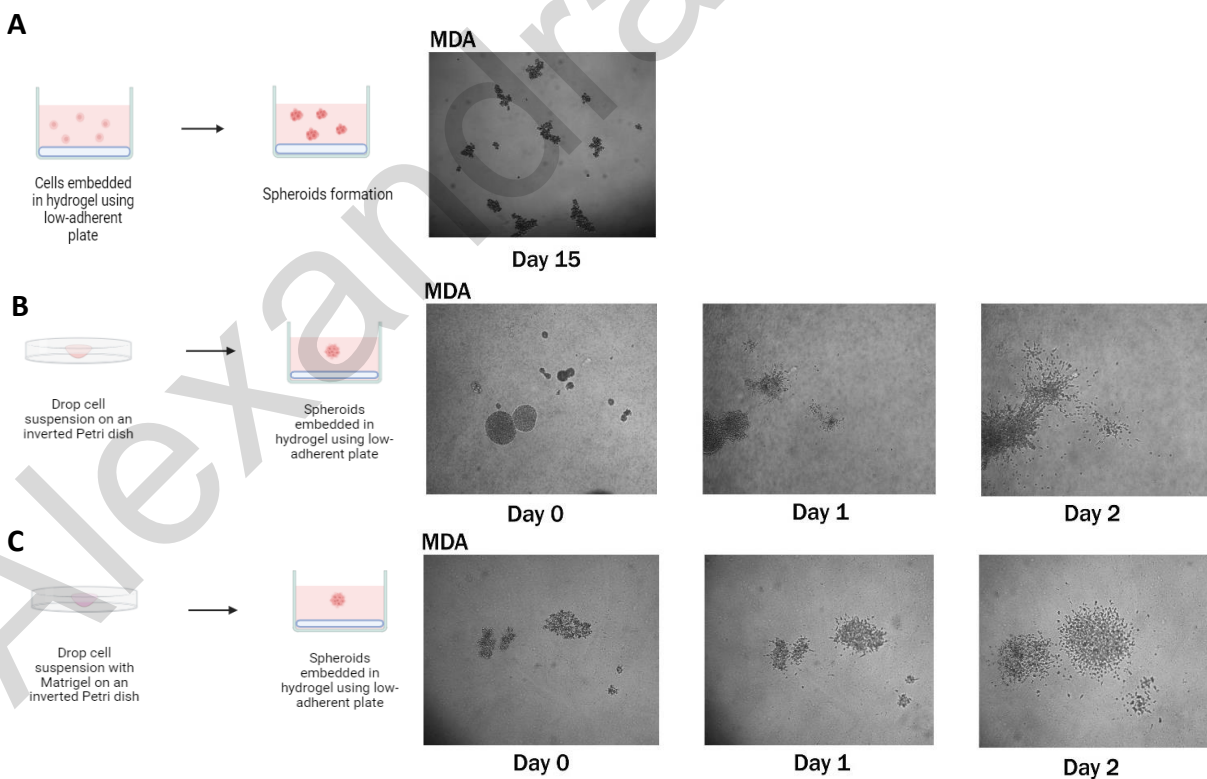 A
MDA
Cells embedded
in hydrogel using
low-adherent
plate
Spheroids formation
Day 15
B
MDA
Drop cell
suspension on an
inverted Petri dish
Spheroids
embedded in
hydrogel using low-
adherent plate
Day 0
Day 1
Day 2
C
MDA
Drop cell
suspension with
Matrigel on an
inverted Petri dish
Spheroids
embedded in
hydrogel using low-
adherent plate
Day 0
Day 1
Day 2
Alexandra